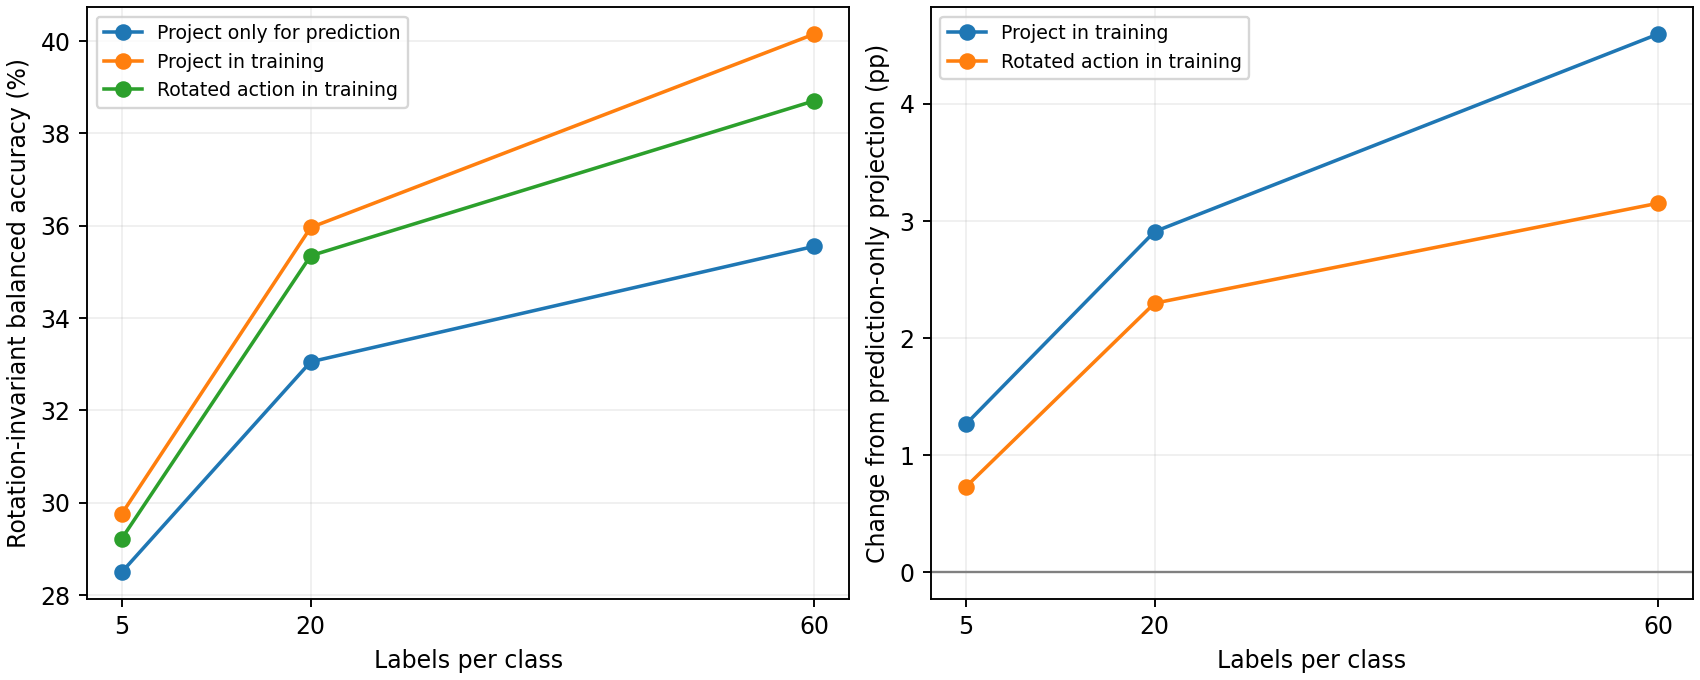 Rotation-invariant balanced accuracy (%)
40
38
36
34
32
30
28
Project only for prediction
Project in training
Rotated action in training
5
20
60
Labels per class
Change from prediction-only projection (pp)
4
3
2
1
0
Project in training
Rotated action in training
5
20
60
Labels per class